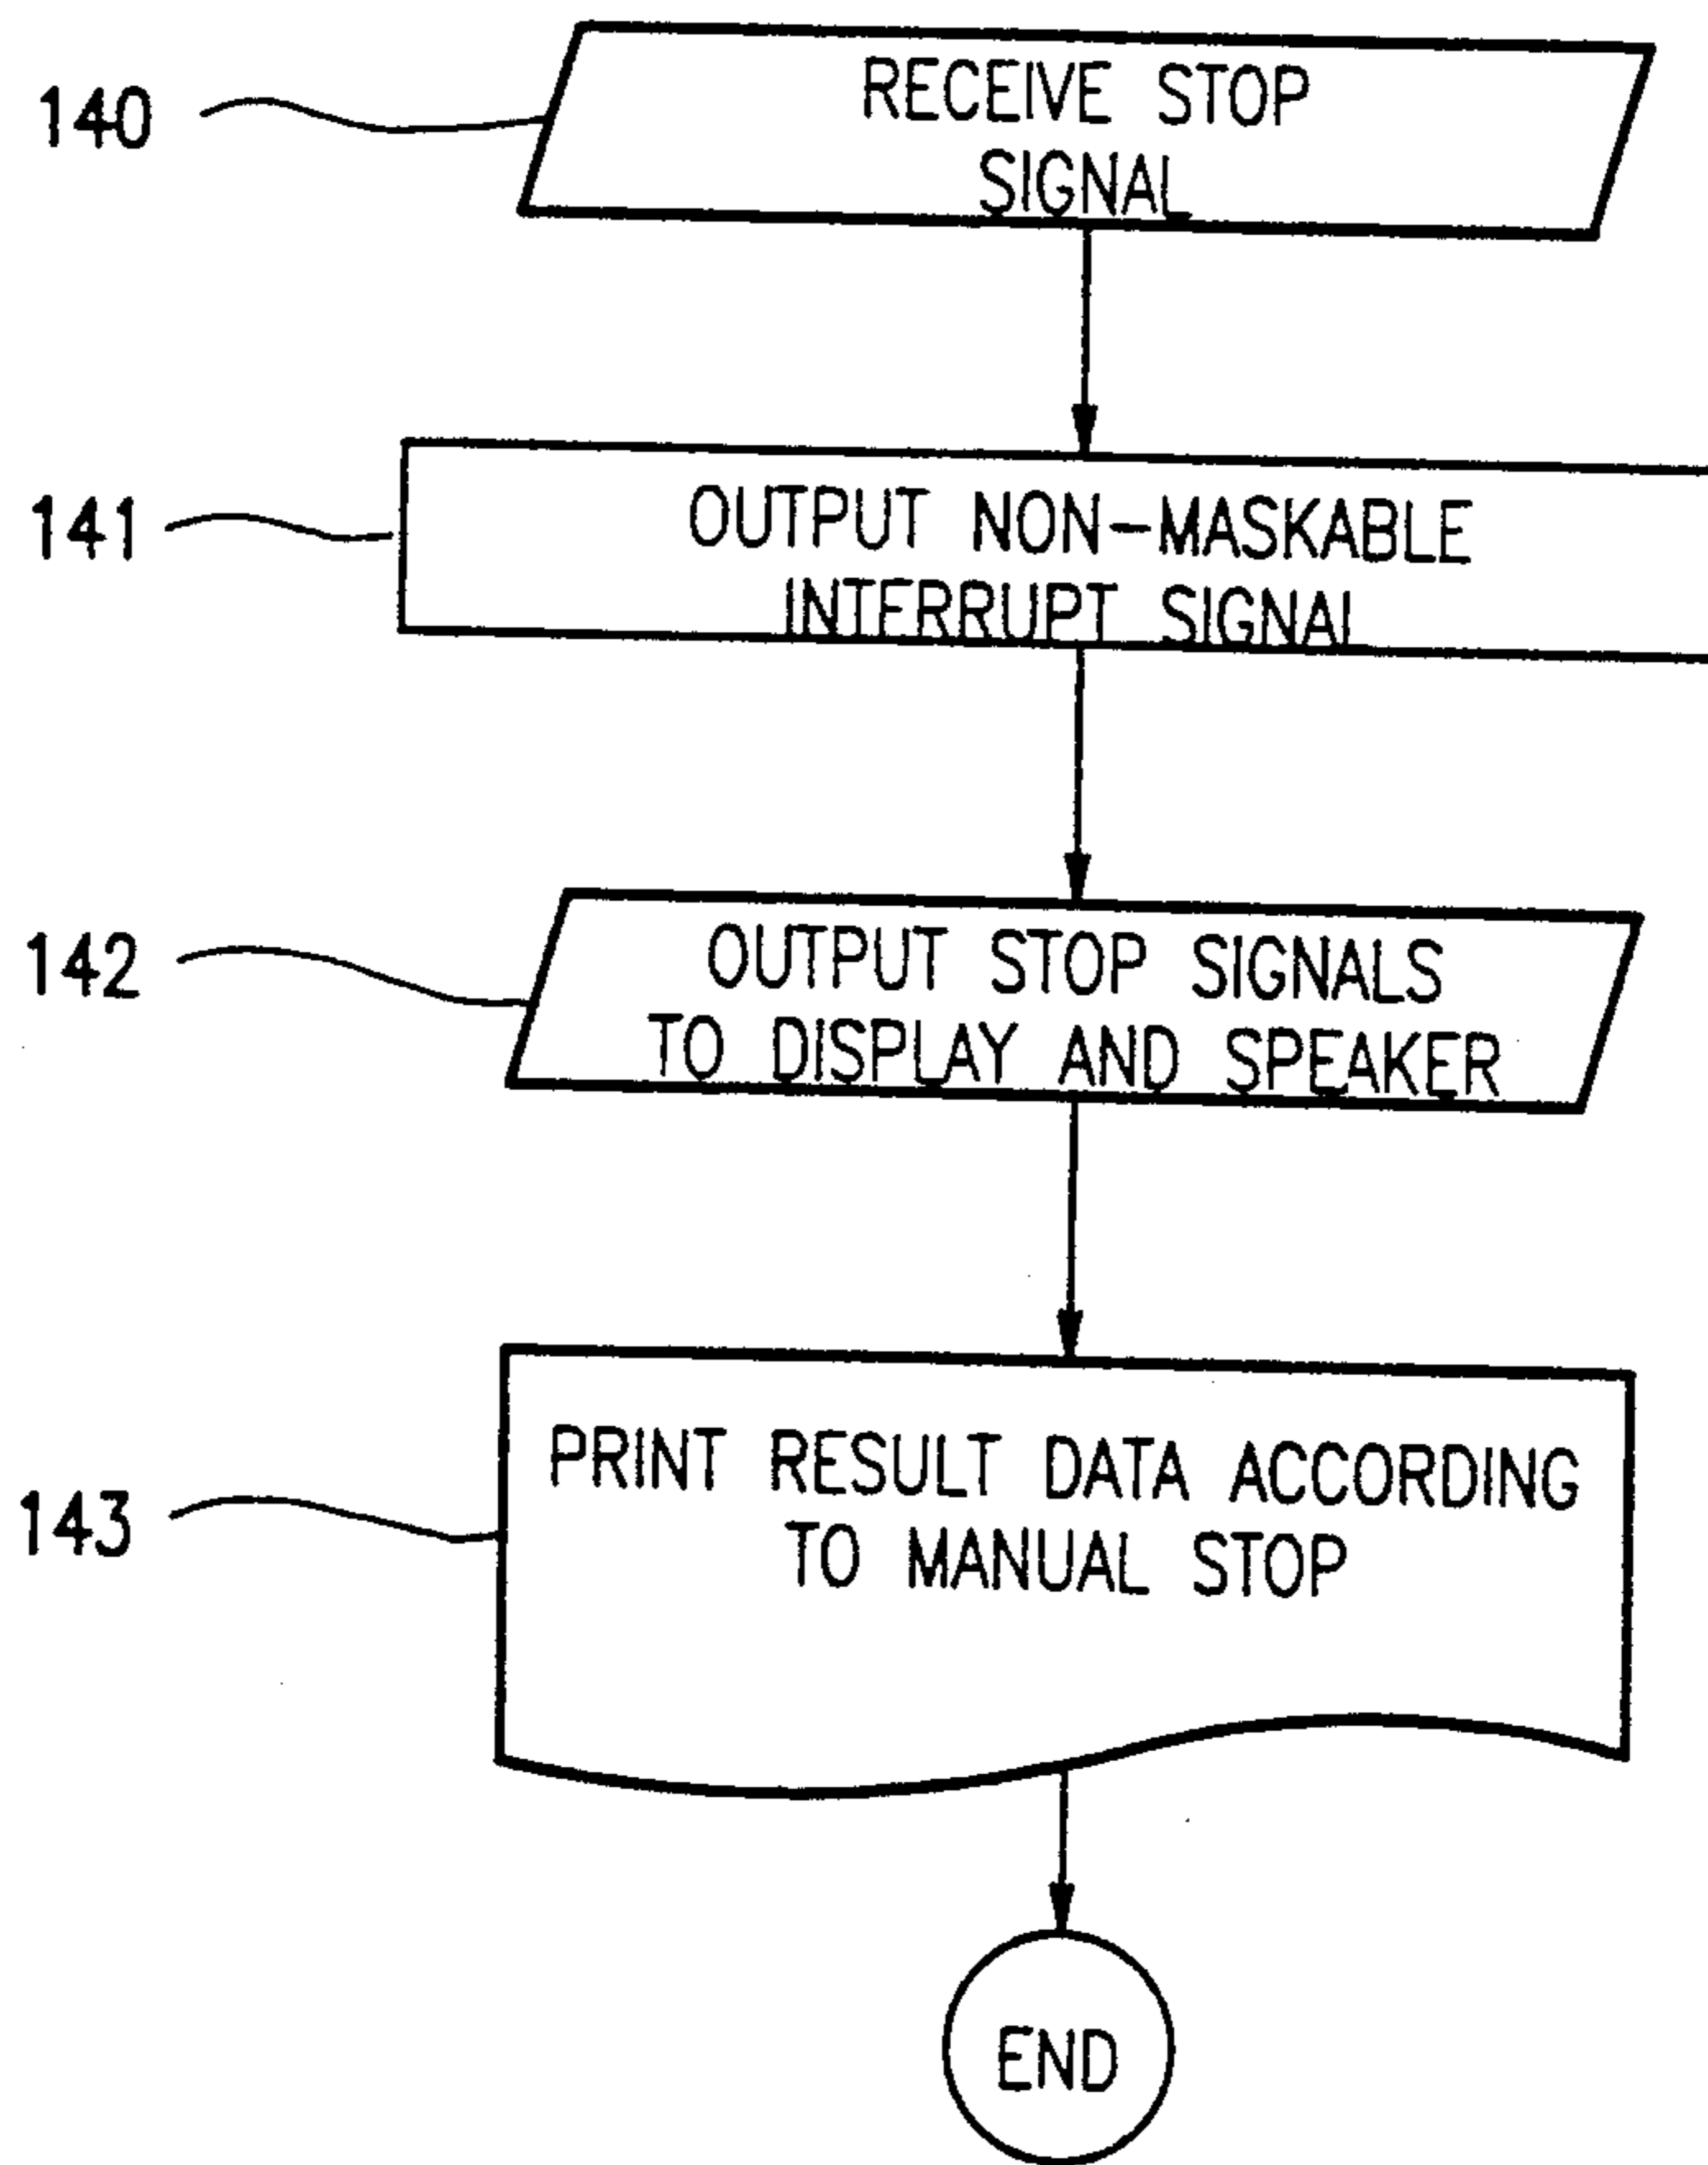 140
RECEIVE STOP
SIGNAL
141
OUTPUT NON-MASKABLE
INTERRUPT SIGNAL
142
OUTPUT STOP SIGNALS
TO DISPLAY AND SPEAKER
143
PRINT RESULT DATA ACCORDING
TO MANUAL STOP
END